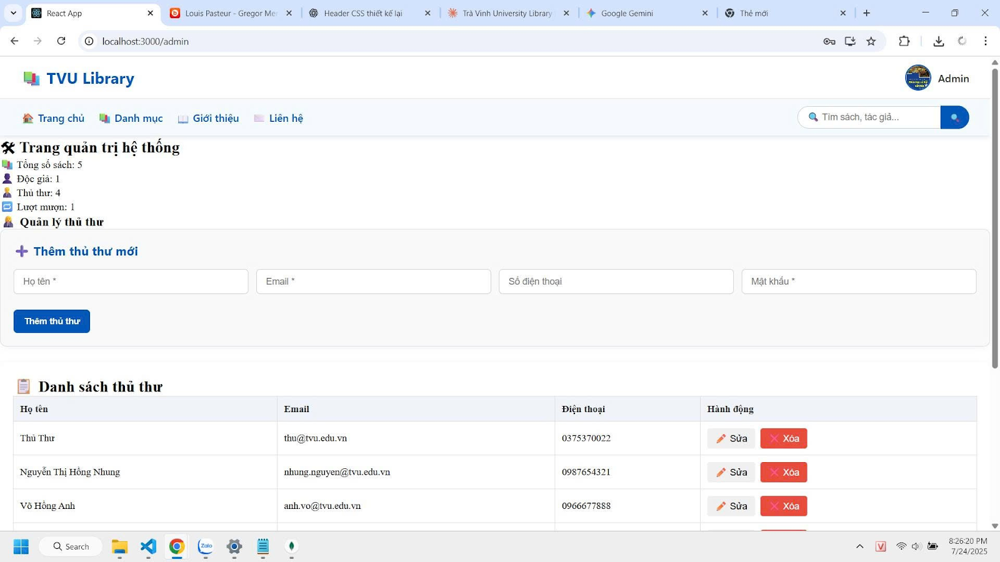 React App
Louis Pasteur - Gregor Me
Header CSS thiết kế lại
Trà Vinh University Library
Google Gemini
Thẻ mới
localhost:3000/admin
TVU Library
Admin
Trang chủ
Danh mục
Giới thiệu
Liên hệ
Tìm sách, tác giả...
Trang quản trị hệ thống
Tổng số sách: 5
Độc giả: 1
Thủ thư: 4
Lượt mượn: 1
Quản lý thủ thư
Thêm thủ thư mới
Họ tên *
Email *
Số điện thoại
Mật khẩu *
Thêm thủ thư
Danh sách thủ thư
Họ tên Email Điện thoại Hành động
Thủ Thư thu@tvu.edu.vn 0375370022 Sửa Xóa
Nguyễn Thị Hồng Nhung nhung.nguyen@tvu.edu.vn 0987654321 Sửa Xóa
Võ Hồng Anh anh.vo@tvu.edu.vn 0966677888 Sửa Xóa
Search
Zalo
V
8:26:20 PM
7/24/2025